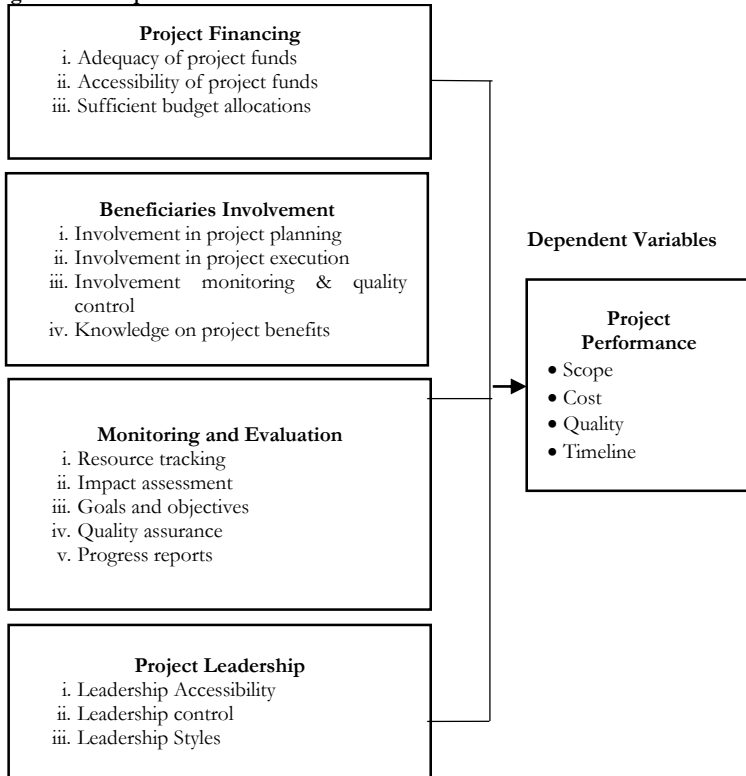 Project Financing
i. Adequacy of project funds
ii. Accessibility of project funds
iii. Sufficient budget allocations
Beneficiaries Involvement
i. Involvement in project planning
ii. Involvement in project execution
iii. Involvement monitoring & quality
control
iv. Knowledge on project benefits
Monitoring and Evaluation
i. Resource tracking
ii. Impact assessment
iii. Goals and objectives
iv. Quality assurance
v. Progress reports
Project Leadership
i. Leadership Accessibility
ii. Leadership control
iii. Leadership Styles
Dependent Variables
Project
Performance
• Scope
• Cost
• Quality
• Timeline